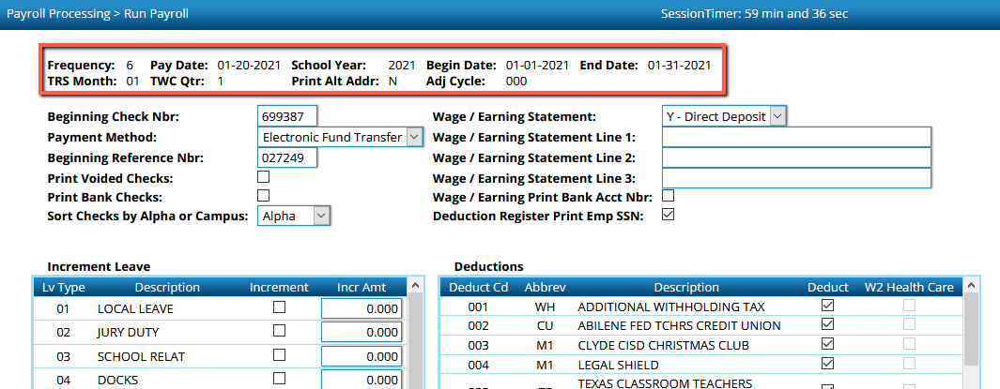 Payroll Processing > Run Payroll SessionTimer: 59 min and 36 sec
Frequency: 6 Pay Date: 01-20-2021 School Year: 2021 Begin Date: 01-01-2021 End Date: 01-31-2021
TRS Month: 01 TWC Qtr: 1 Print Alt Addr: N Adj Cycle: 000
Beginning Check Nbr: 699387 Wage / Earning Statement: Y - Direct Deposit
Payment Method: Electronic Fund Transfer Wage / Earning Statement Line 1:
Beginning Reference Nbr: 027249 Wage / Earning Statement Line 2:
Print Voided Checks: Wage / Earning Statement Line 3:
Print Bank Checks: Wage / Earning Print Bank Acct Nbr:
Sort Checks by Alpha or Campus: Alpha Deduction Register Print Emp SSN:
Increment Leave Deductions
Lv Type Description Increment Incr Amt Deduct Cd Abbrev Description Deduct W2 Health Care
01 LOCAL LEAVE 0.000 001 WH ADDITIONAL WITHHOLDING TAX
02 JURY DUTY 0.000 002 CU ABILENE FED TCHRS CREDIT UNION
03 SCHOOL RELAT 0.000 003 M1 CLYDE CISD CHRISTMAS CLUB
04 DOCKS 0.000 004 M1 LEGAL SHIELD
TEXAS CLASSROOM TEACHERS